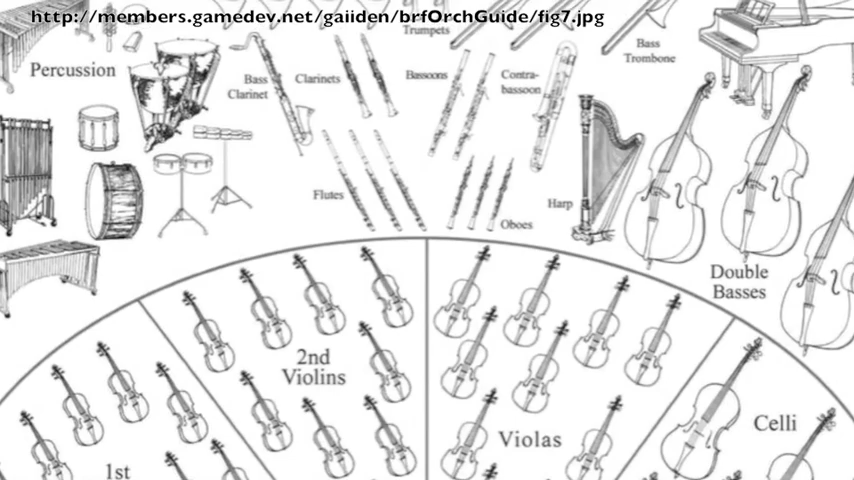 http://members.gamedev.net/gaiiden/brfOrchGuide/fig7.jpg
Trumpets
Bass
Trombone
Percussion
Bass
Clarinet
Clarinets
Bassoons
Contra-
bassoon
Flutes
Oboes
Harp
Double
Basses
2nd
Violins
Violas
Celli
1st